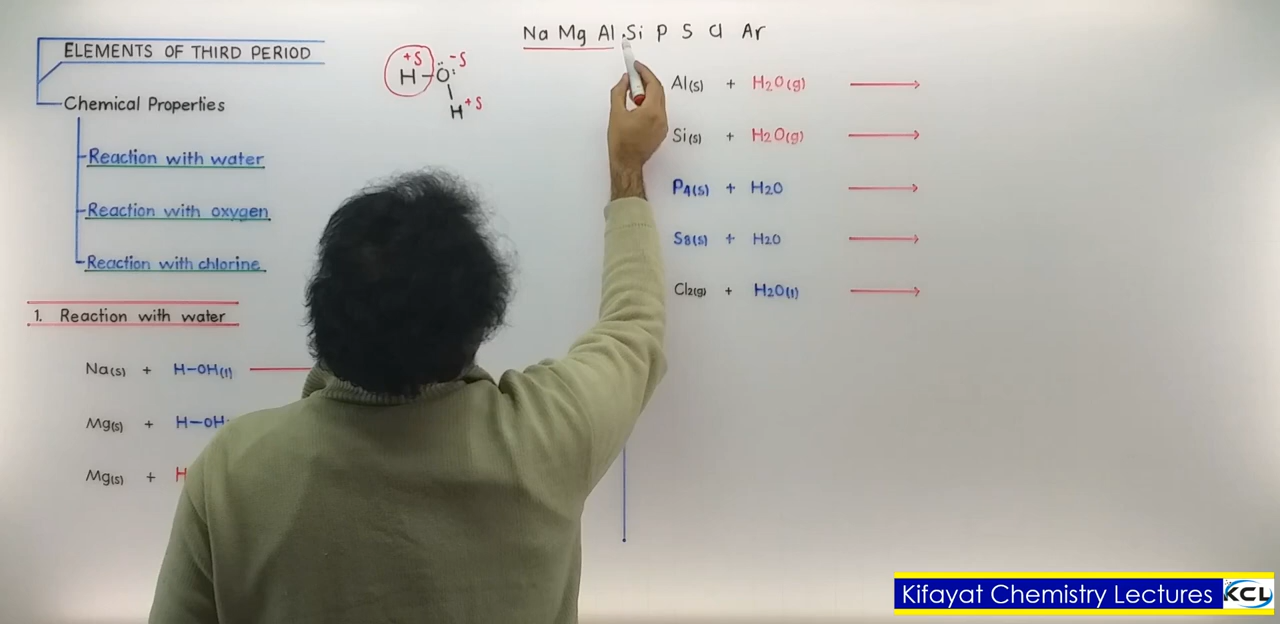 Na Mg Al Si P S Cl Ar
ELEMENTS OF THIRD PERIOD
Chemical Properties
Reaction with water
Reaction with oxygen
Reaction with chlorine
+S -S
H-O
H +S
1. Reaction with water
Na(s) + H-OH(l)
Mg(s) + H-OH
Mg(s) + H
Al(s) + H2O(g)
Si(s) + H2O(g)
P4(s) + H2O
S8(s) + H2O
Cl2(g) + H2O(l)
Kifayat Chemistry Lectures KCL